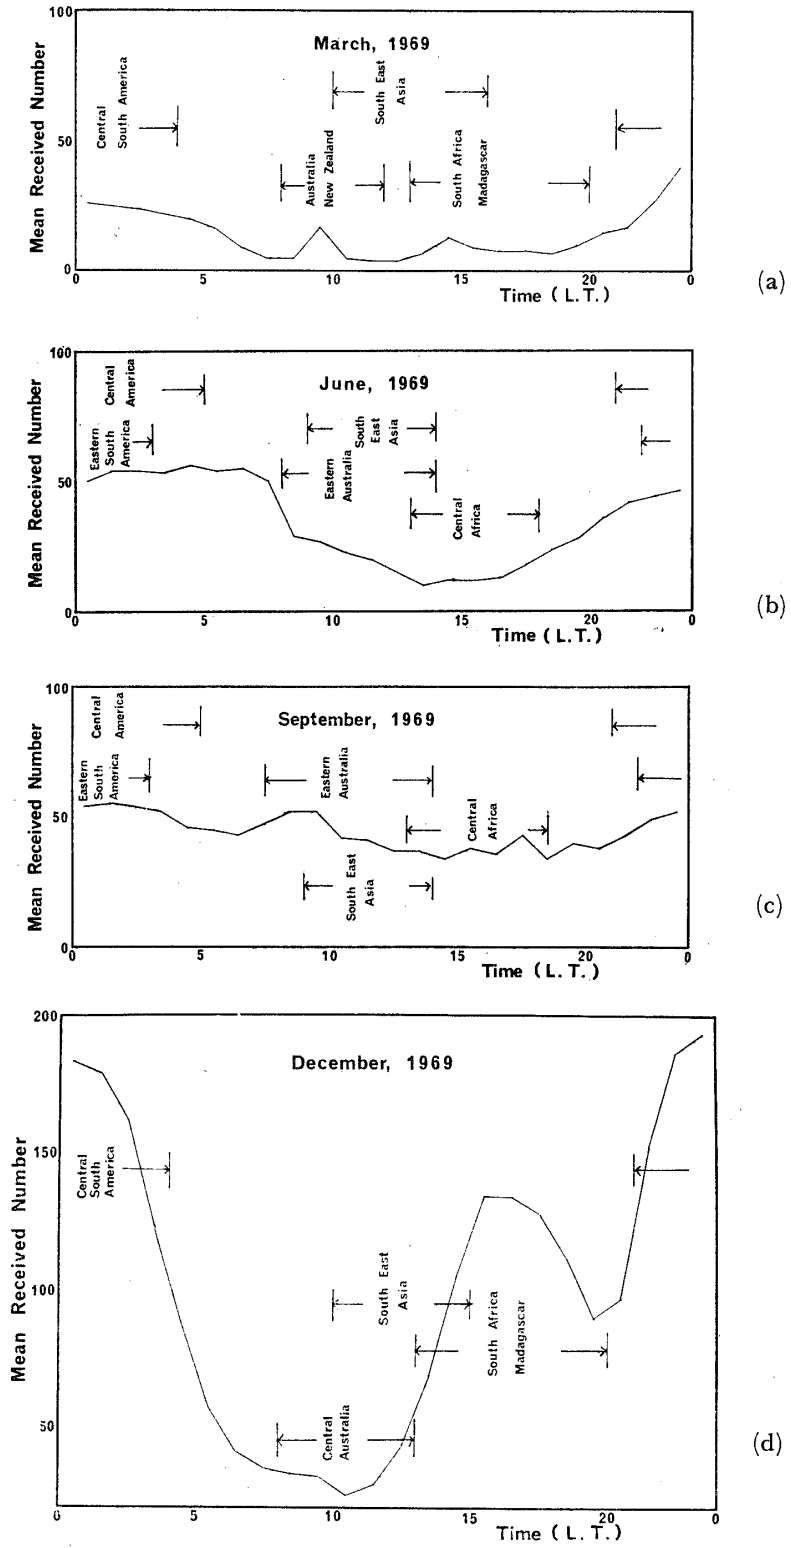 100
March, 1969
Mean Received Number
Central
South America
South East
Asia
50
Australia
New Zealand
South Africa
Madagascar
0
5
10
15
20
0
Time ( L.T.)
(a)
100
June, 1969
Mean Received Number
Central
America
Eastern
South
America
South
East
Asia
Eastern
Australia
50
Central
Africa
0
5
10
15
20
0
Time ( L.T.)
(b)
100
September, 1969
Mean Received Number
Central
America
Eastern
South
America
Eastern
Australia
50
Central
Africa
South East
Asia
0
0
5
10
15
20
0
Time ( L.T.)
(c)
200
December, 1969
Mean Received Number
150
Central
South
America
South East
Asia
100
South Africa
Madagascar
50
Central
Australia
0
5
10
15
20
0
Time ( L.T.)
(d)